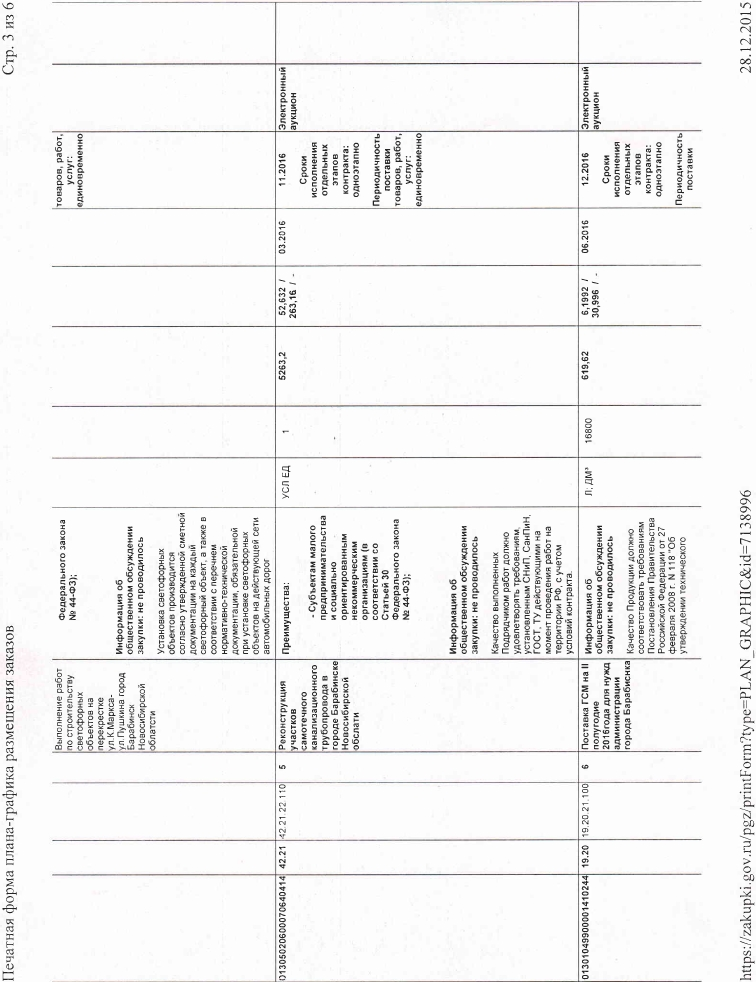 Печатная форма плана-графика размещения заказов
Стр. 3 из 6
Выполнение работ
по строительству
светофорных
объектов на
перекрестке
ул.К.Маркса-
ул.Пушкина город
Барабинск
Новосибирской
облатсти
Федерального закона
№ 44-ФЗ);
Информация об
общественном обсуждении
закупки: не проводилось
Установка светофорных
объектов производится
согласно утвержденной сметной
документации на каждый
светофорный объект, а также в
соответствии с перечнем
нормативно-технической
документации, обязательной
при установке светофорных
объектов на действующей сети
автомобильных дорог
товаров, работ,
услуг:
единовременно
01305020600070640414
42.21
42.21.22.110
5
Реконструкция
участков
самотечного
канализационного
трубопровода в
городе Барабинске
Новосибирской
обслати
Преимущества:
- Субъектам малого
предпринимательства
и социально
ориентированным
некоммерческим
организациям (в
соответствии со
Статьей 30
Федерального закона
№ 44-ФЗ);
Информация об
общественном обсуждении
закупки: не проводилось
Качество выполненных
Подрядчиком работ должно
удовлетворять требованиям,
установленным СНиП, СанПиН,
ГОСТ, ТУ действующими на
момент проведения работ на
территории РФ, с учетом
условий контракта.
УСЛ ЕД
1
5263,2
52,632 /
263,16 / -
03.2016
11.2016
Сроки
исполнения
отдельных
этапов
контракта:
одноэтапно
Периодичность
поставки
товаров, работ,
услуг:
единовременно
Электронный
аукцион
01301049900001410244
19.20
19.20.21.100
6
Поставка ГСМ на II
полугодие
2016года для нужд
администрации
города Барабисика
Информация об
общественном обсуждении
закупки: не проводилось
Качество Продукции должно
соответствовать требованиям
Постановления Правительства
Российской Федерации от 27
февраля 2008 г. N 118 "Об
утверждении технического
Л; ДМ³
16800
619,62
6,1992 /
30,996 / -
06.2016
12.2016
Сроки
исполнения
отдельных
этапов
контракта:
одноэтапно
Периодичность
поставки
Электронный
аукцион
https://zakupki.gov.ru/pgz/printForm?type=PLAN_GRAPHIC&id=7138996
28.12.2015